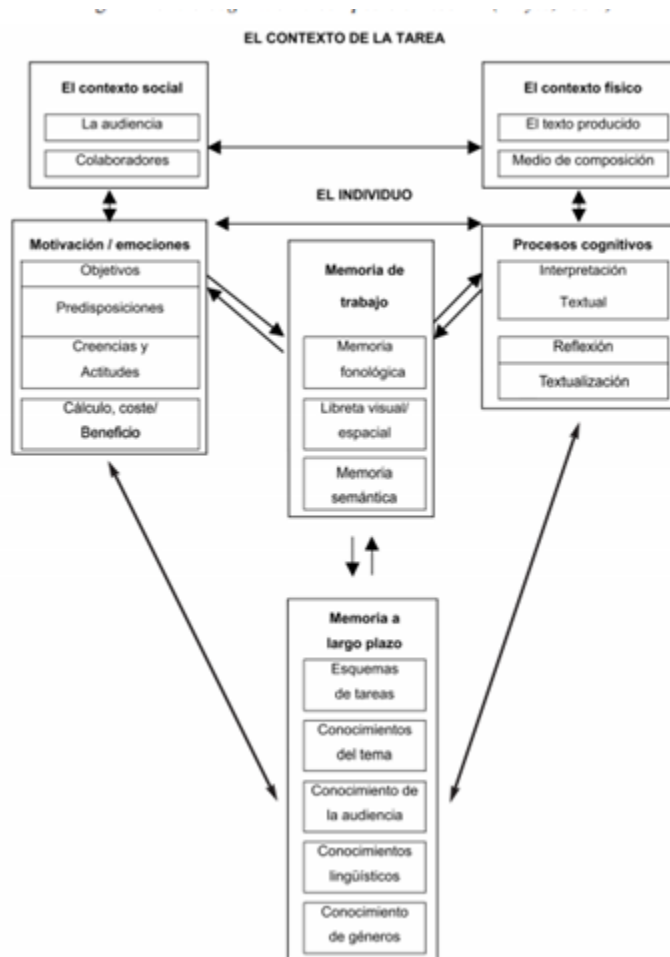 EL CONTEXTO DE LA TAREA
El contexto social
La audiencia
Colaboradores
El contexto físico
El texto producido
Medio de composición
EL INDIVIDUO
Motivación / emociones
Objetivos
Predisposiciones
Creencias y
Actitudes
Cálculo, coste/
Beneficio
Memoria de
trabajo
Memoria
fonológica
Libreta visual/
espacial
Memoria
semántica
Procesos cognitivos
Interpretación
Textual
Reflexión
Textualización
Memoria a
largo plazo
Esquemas
de tareas
Conocimientos
del tema
Conocimiento de
la audiencia
Conocimientos
lingüísticos
Conocimiento
de géneros